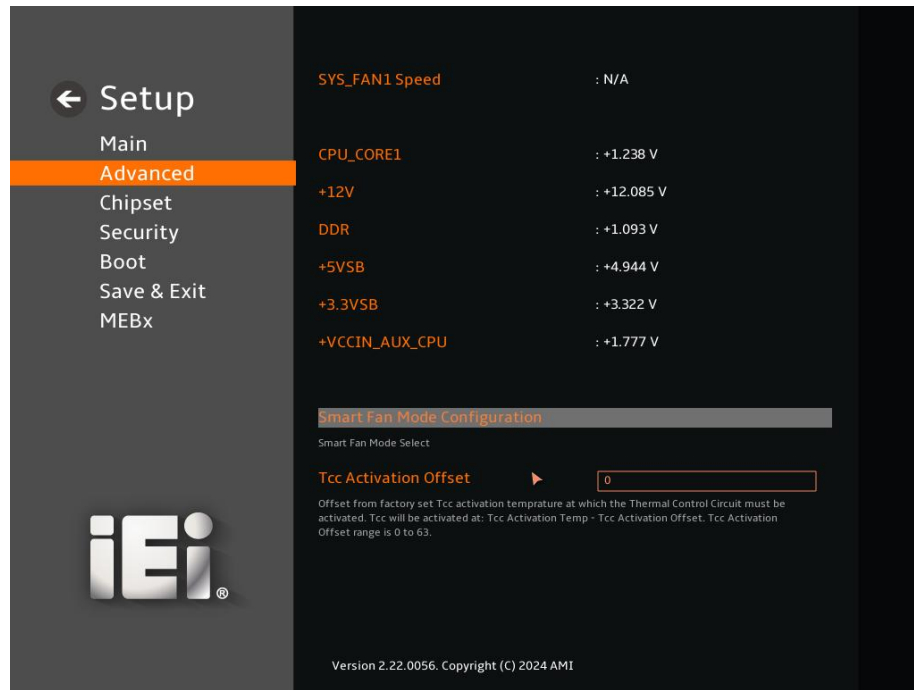 Setup
Main
Advanced
Chipset
Security
Boot
Save & Exit
MEBx
iEi®
SYS_FAN1 Speed : N/A
CPU_CORE1 : +1.238 V
+12V : +12.085 V
DDR : +1.093 V
+5VSB : +4.944 V
+3.3VSB : +3.322 V
+VCCIN_AUX_CPU : +1.777 V
Smart Fan Mode Configuration
Smart Fan Mode Select
Tcc Activation Offset 0
Offset from factory set Tcc activation temprature at which the Thermal Control Circuit must be
activated. Tcc will be activated at: Tcc Activation Temp - Tcc Activation Offset. Tcc Activation
Offset range is 0 to 63.
Version 2.22.0056. Copyright (C) 2024 AMI